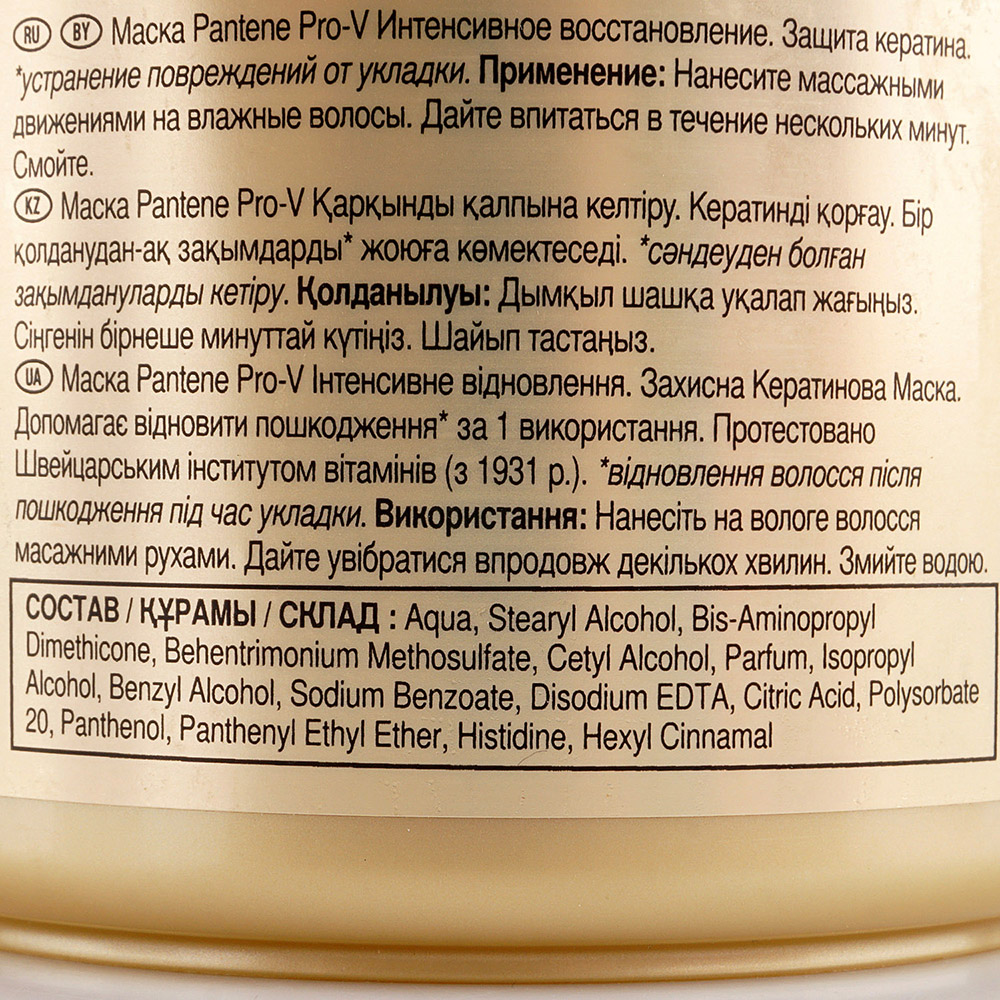 RU BY Маска Pantene Pro-V Интенсивное восстановление. Защита кератина.
*устранение повреждений от укладки. Применение: Нанесите массажными
движениями на влажные волосы. Дайте впитаться в течение нескольких минут.
Смойте.
KZ Маска Pantene Pro-V Қарқынды қалпына келтіру. Кератинді қорғау. Бір
қолданудан-ақ зақымдарды* жоюға көмектеседі. *сәндеуден болған
зақымдануларды кетіру. Қолданылуы: Дымқыл шашқа уқалап жағыңыз.
Сіңгенін бірнеше минуттай күтіңіз. Шайып тастаңыз.
UA Маска Pantene Pro-V Інтенсивне відновлення. Захисна Кератинова Маска.
Допомагає відновити пошкодження* за 1 використання. Протестовано
Швейцарським інститутом вітамінів (з 1931 р.). *відновлення волосся після
пошкодження під час укладки. Використання: Нанесіть на вологе волосся
масажними рухами. Дайте увібратися впродовж декількох хвилин. Змийте водою.
СОСТАВ / ҚҰРАМЫ / СКЛАД : Aqua, Stearyl Alcohol, Bis-Aminopropyl
Dimethicone, Behentrimonium Methosulfate, Cetyl Alcohol, Parfum, Isopropyl
Alcohol, Benzyl Alcohol, Sodium Benzoate, Disodium EDTA, Citric Acid, Polysorbate
20, Panthenol, Panthenyl Ethyl Ether, Histidine, Hexyl Cinnamal